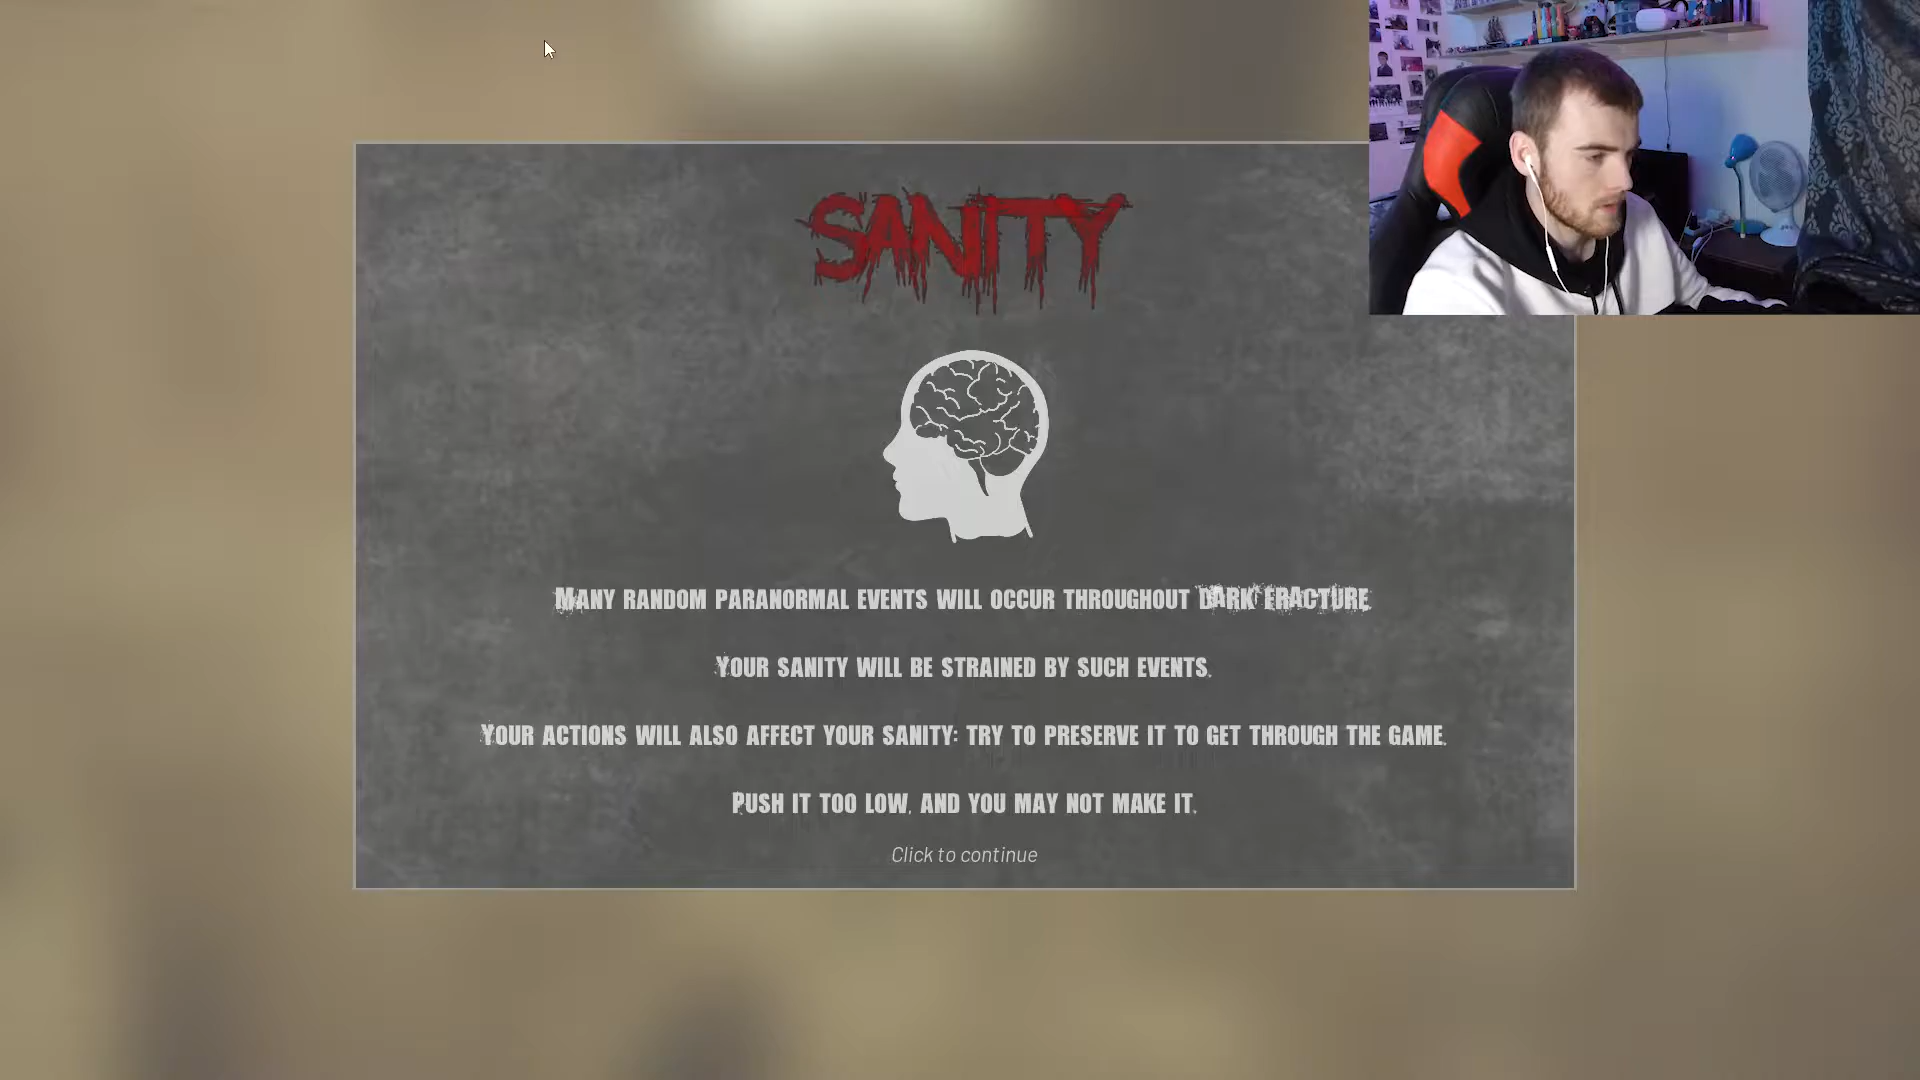 SANITY
MANY RANDOM PARANORMAL EVENTS WILL OCCUR THROUGHOUT DARK FRACTURE.
YOUR SANITY WILL BE STRAINED BY SUCH EVENTS.
YOUR ACTIONS WILL ALSO AFFECT YOUR SANITY: TRY TO PRESERVE IT TO GET THROUGH THE GAME.
PUSH IT TOO LOW, AND YOU MAY NOT MAKE IT.
Click to continue